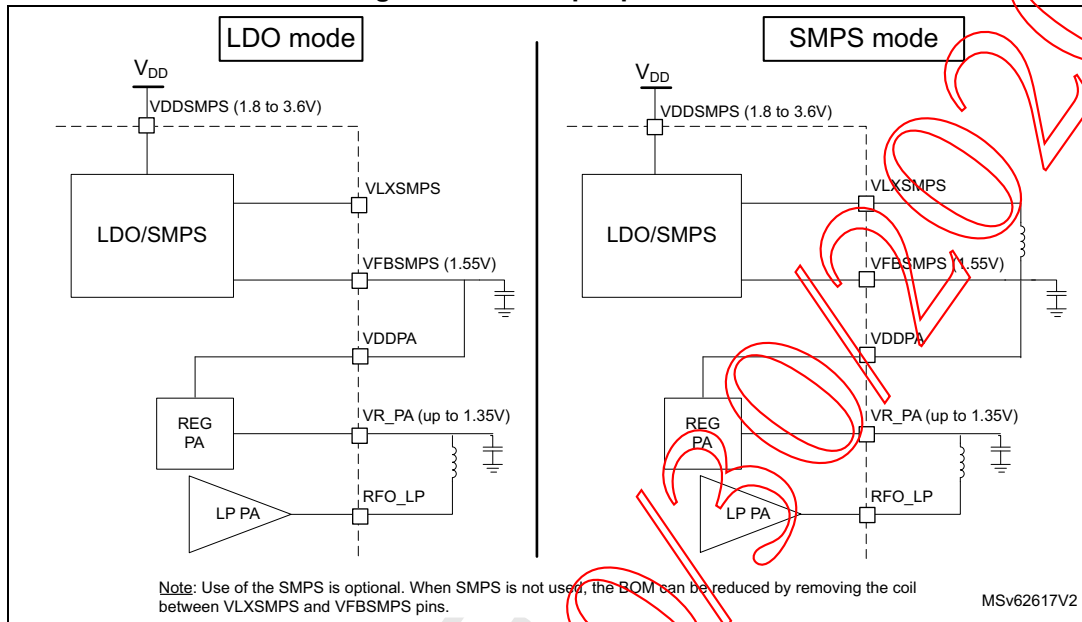 LDO mode
SMPS mode
VDD
VDDSMPS (1.8 to 3.6V)
VLXSMPS
LDO/SMPS
VFBSMPS (1.55V)
VDDPA
REG
PA
VR_PA (up to 1.35V)
LP PA
RFO_LP
VDD
VDDSMPS (1.8 to 3.6V)
VLXSMPS
LDO/SMPS
VFBSMPS (1.55V)
VDDPA
REG
PA
VR_PA (up to 1.35V)
LP PA
RFO_LP
Note: Use of the SMPS is optional. When SMPS is not used, the BOM can be reduced by removing the coil
between VLXSMPS and VFBSMPS pins.
MSv62617V2